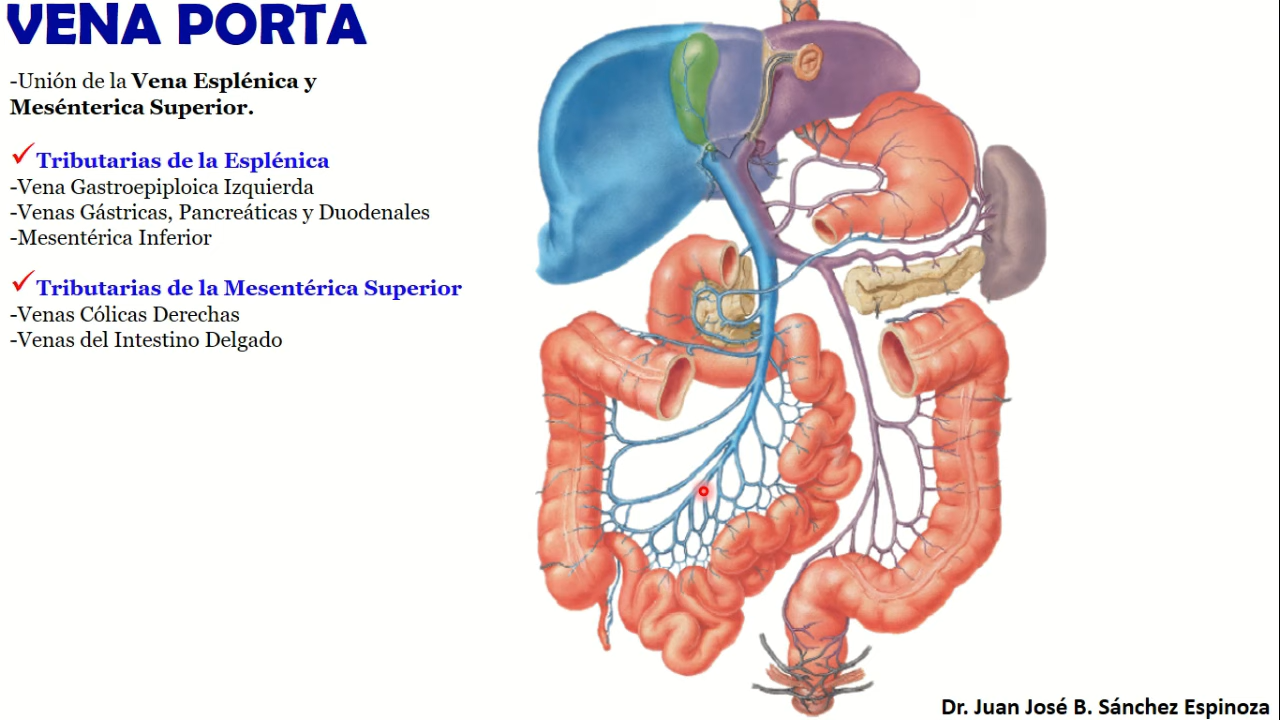 VENA PORTA
-Unión de la Vena Esplénica y
Mesénterica Superior.
Tributarias de la Esplénica
-Vena Gastroepiploica Izquierda
-Venas Gástricas, Pancreáticas y Duodenales
-Mesentérica Inferior
Tributarias de la Mesentérica Superior
-Venas Cólicas Derechas
-Venas del Intestino Delgado
Dr. Juan José B. Sánchez Espinoza